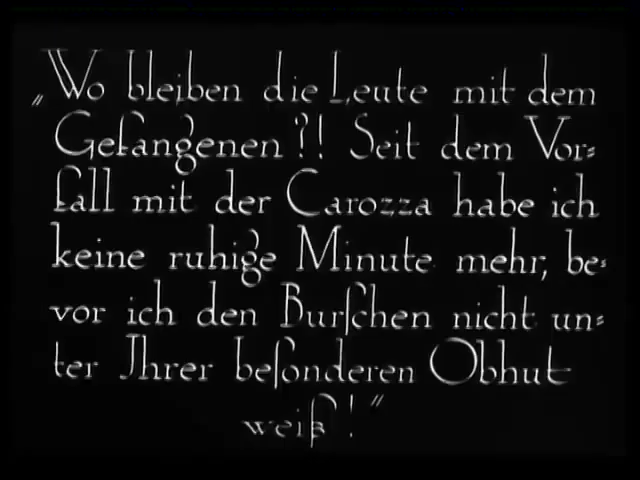 „Wo bleiben die Leute mit dem
Gefangenen?! Seit dem Vor=
fall mit der Carozza habe ich
keine ruhige Minute mehr, be=
vor ich den Burſchen nicht un=
ter Ihrer beſonderen Obhut
weiß!"